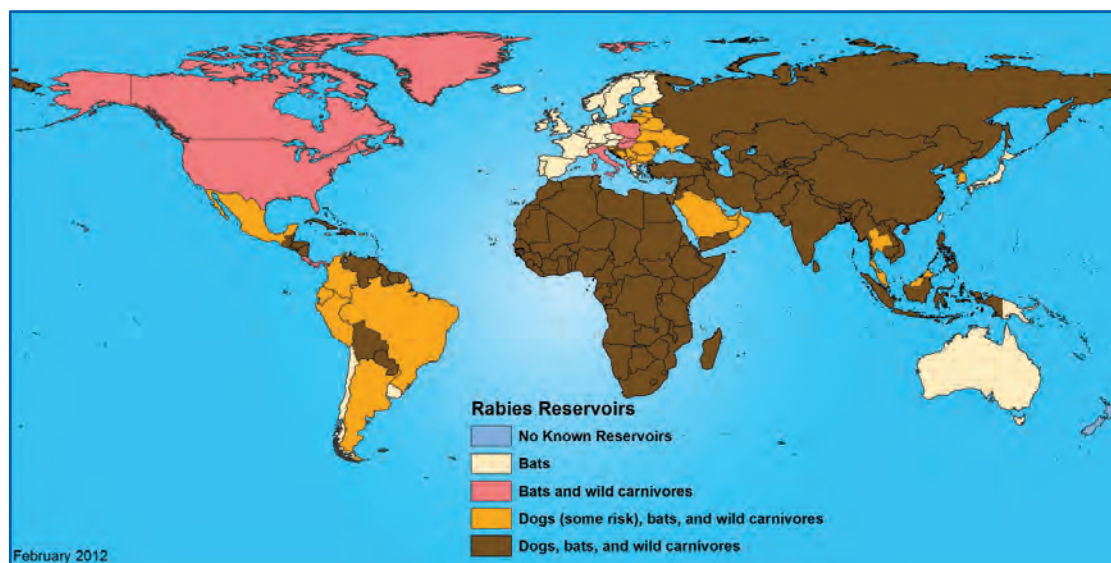 Rabies Reservoirs
No Known Reservoirs
Bats
Bats and wild carnivores
Dogs (some risk), bats, and wild carnivores
Dogs, bats, and wild carnivores
February 2012